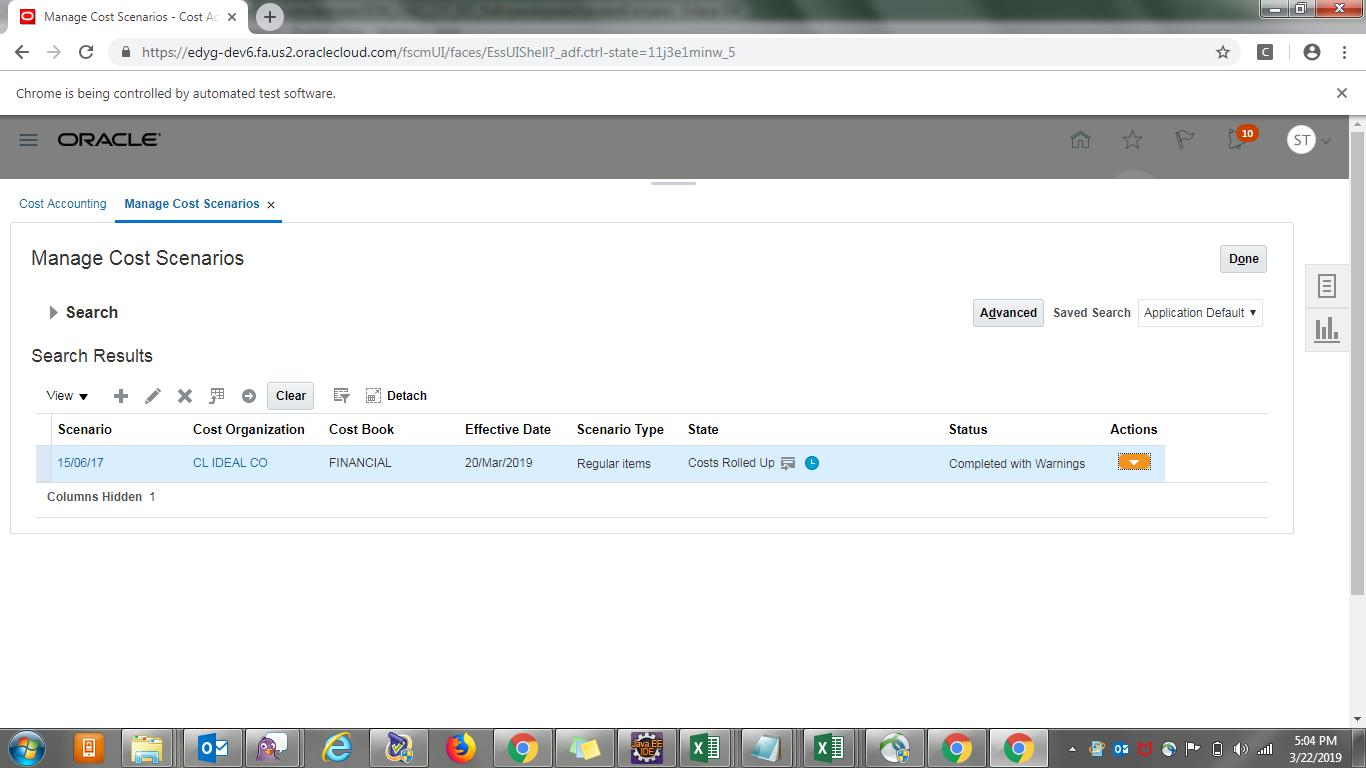 Manage Cost Scenarios - Cost Ac
https://edyg-dev6.fa.us2.oraclecloud.com/fscmUI/faces/EssUIShell?_adf.ctrl-state=11j3e1minw_5
C
Chrome is being controlled by automated test software.
ORACLE
10
ST
Cost Accounting
Manage Cost Scenarios
Manage Cost Scenarios
Done
Search
Advanced
Saved Search
Application Default
Search Results
View
Clear
Detach
Scenario Cost Organization Cost Book Effective Date Scenario Type State Status Actions
15/06/17 CL IDEAL CO FINANCIAL 20/Mar/2019 Regular items Costs Rolled Up Completed with Warnings
Columns Hidden 1
Java EE
IDE
5:04 PM
3/22/2019